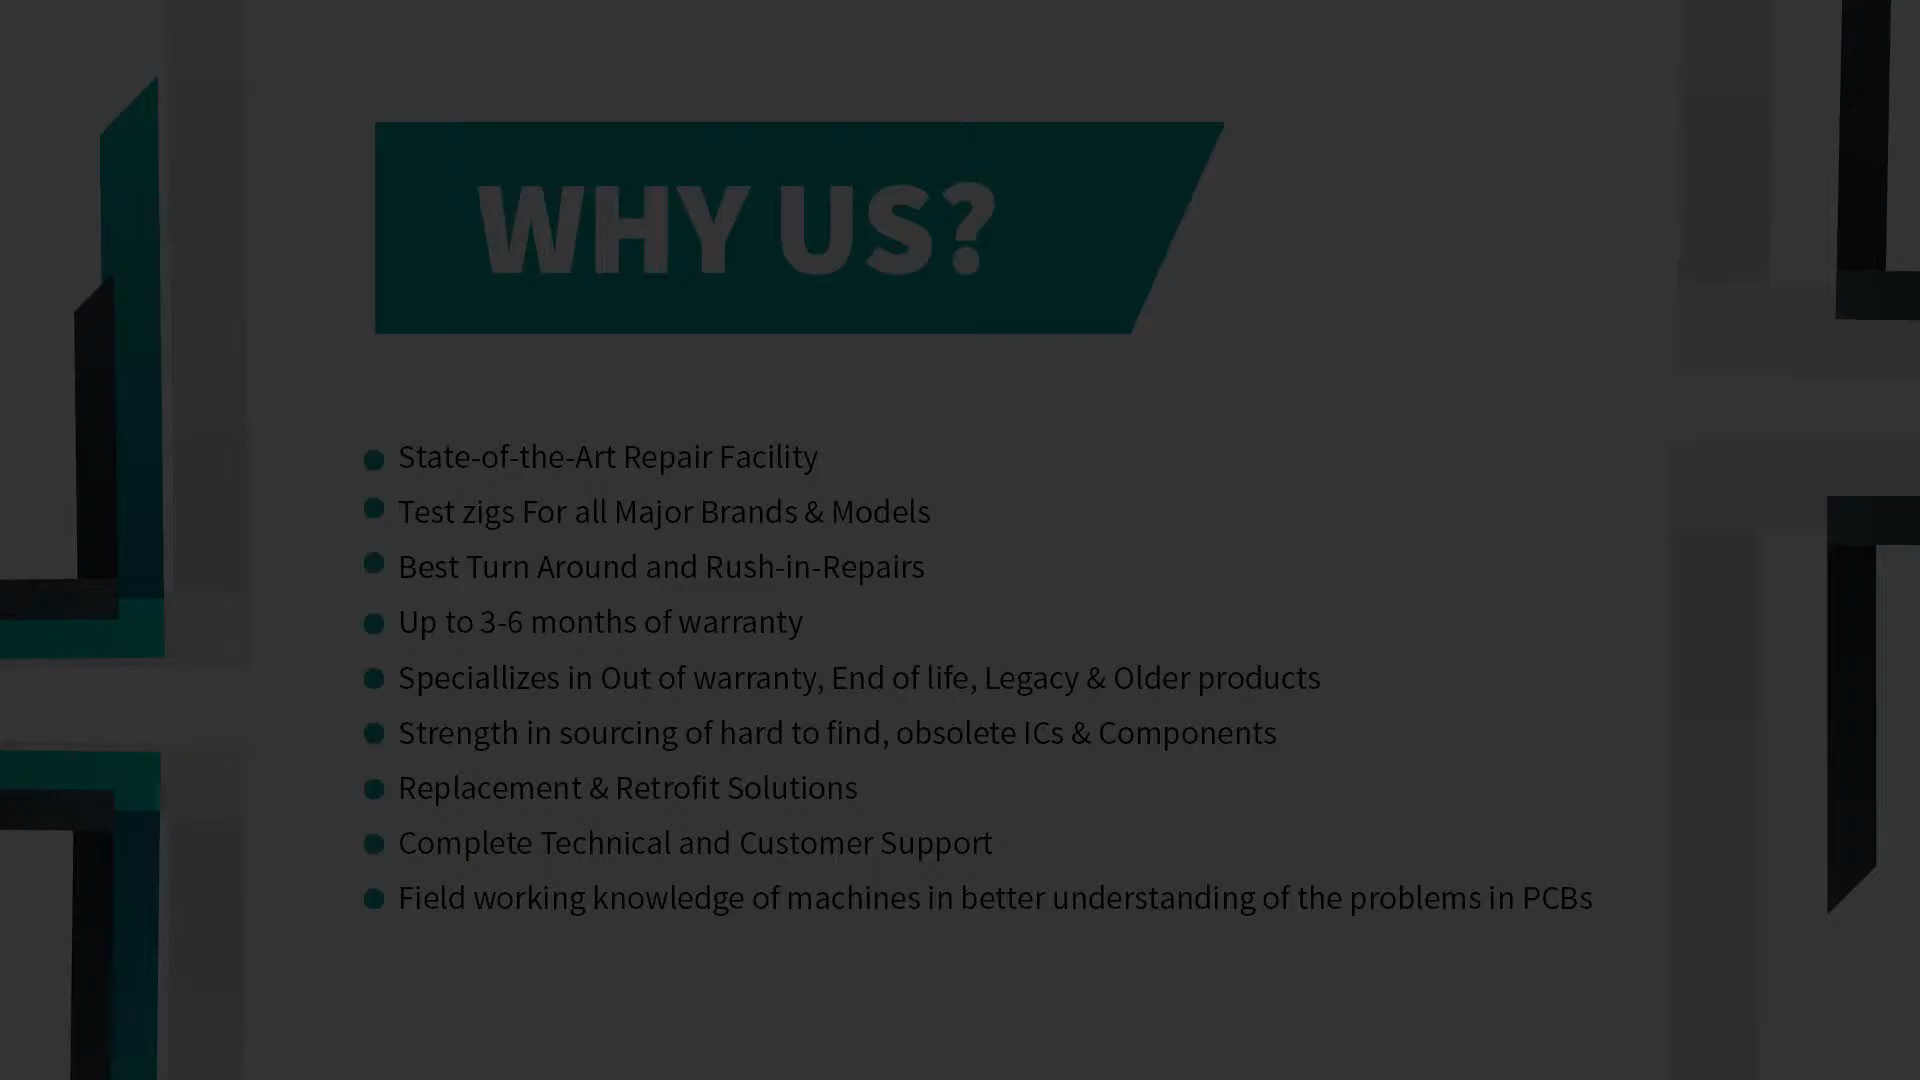 WHY US?
State-of-the-Art Repair Facility
Test zigs For all Major Brands & Models
Best Turn Around and Rush-in-Repairs
Up to 3-6 months of warranty
Speciallizes in Out of warranty, End of life, Legacy & Older products
Strength in sourcing of hard to find, obsolete ICs & Components
Replacement & Retrofit Solutions
Complete Technical and Customer Support
Field working knowledge of machines in better understanding of the problems in PCBs